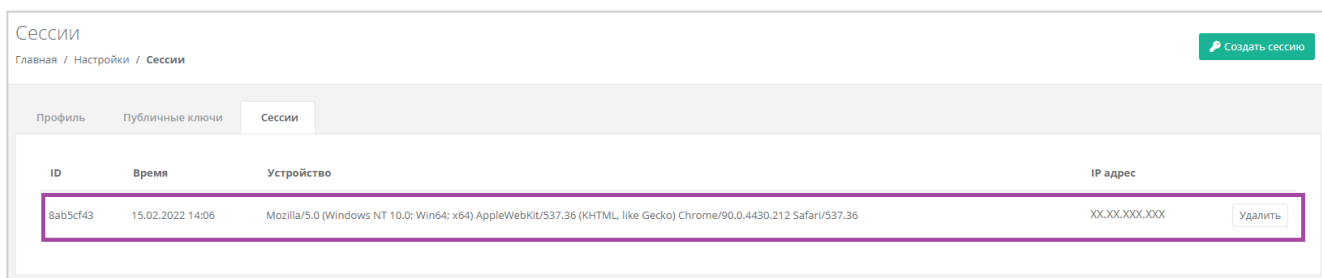 Сессии
Создать сессию
Главная / Настройки / Сессии
Профиль Публичные ключи Сессии
ID Время Устройство IP адрес
8ab5cf43 15.02.2022 14:06 Mozilla/5.0 (Windows NT 10.0; Win64; x64) AppleWebKit/537.36 (KHTML, like Gecko) Chrome/90.0.4430.212 Safari/537.36 XX.XX.XXX.XXX Удалить